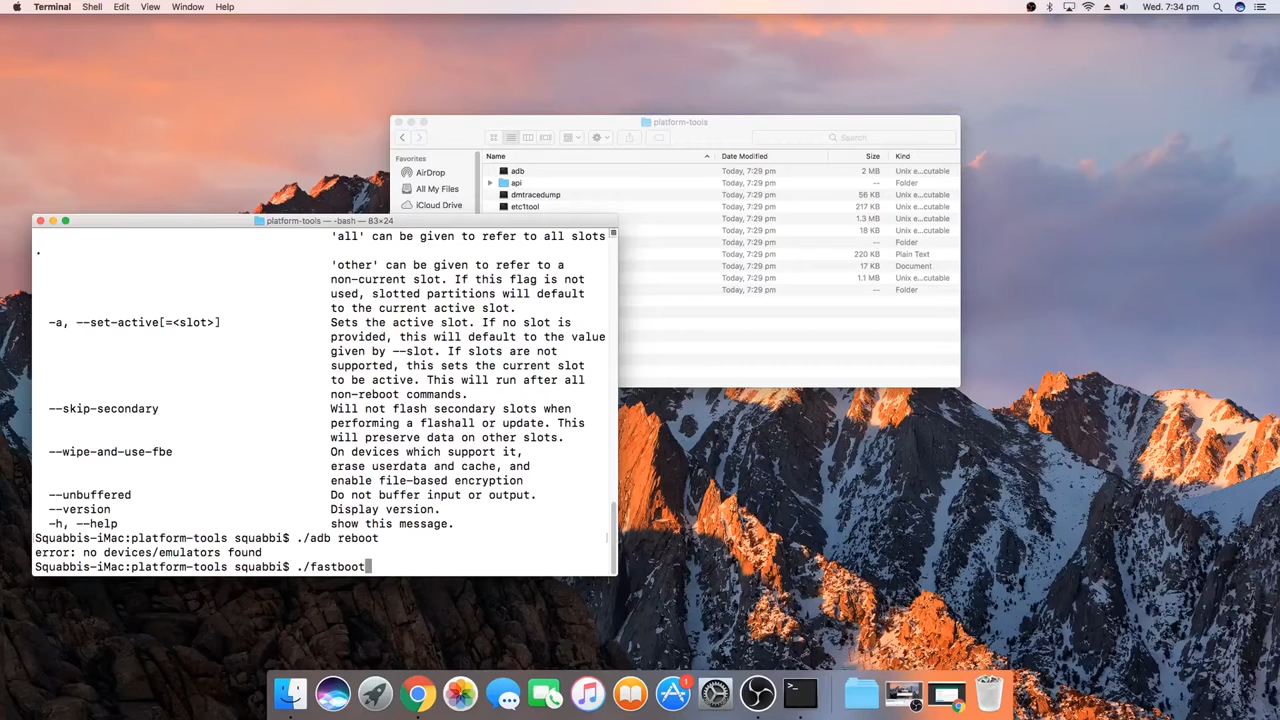 Terminal Shell Edit View Window Help Wed. 7:34 pm
platform-tools
Search
Favorites
AirDrop
All My Files
iCloud Drive
Name Date Modified Size Kind
adb Today, 7:29 pm 2 MB Unix e...cutable
api Today, 7:29 pm -- Folder
dmtracedump Today, 7:29 pm 56 KB Unix e...cutable
etc1tool Today, 7:29 pm 217 KB Unix e...cutable
Today, 7:29 pm 1.3 MB Unix e...cutable
Today, 7:29 pm 18 KB Unix e...cutable
Today, 7:29 pm -- Folder
Today, 7:29 pm 220 KB Plain Text
Today, 7:29 pm 17 KB Document
Today, 7:29 pm 1.1 MB Unix e...cutable
Today, 7:29 pm -- Folder
platform-tools — -bash — 83×24
'all' can be given to refer to all slots
.
'other' can be given to refer to a
non-current slot. If this flag is not
used, slotted partitions will default
to the current active slot.
-a, --set-active[=<slot>] Sets the active slot. If no slot is
provided, this will default to the value
given by --slot. If slots are not
supported, this sets the current slot
to be active. This will run after all
non-reboot commands.
--skip-secondary Will not flash secondary slots when
performing a flashall or update. This
will preserve data on other slots.
--wipe-and-use-fbe On devices which support it,
erase userdata and cache, and
enable file-based encryption
--unbuffered Do not buffer input or output.
--version Display version.
-h, --help show this message.
Squabbis-iMac:platform-tools squabbi$ ./adb reboot
error: no devices/emulators found
Squabbis-iMac:platform-tools squabbi$ ./fastboot
1